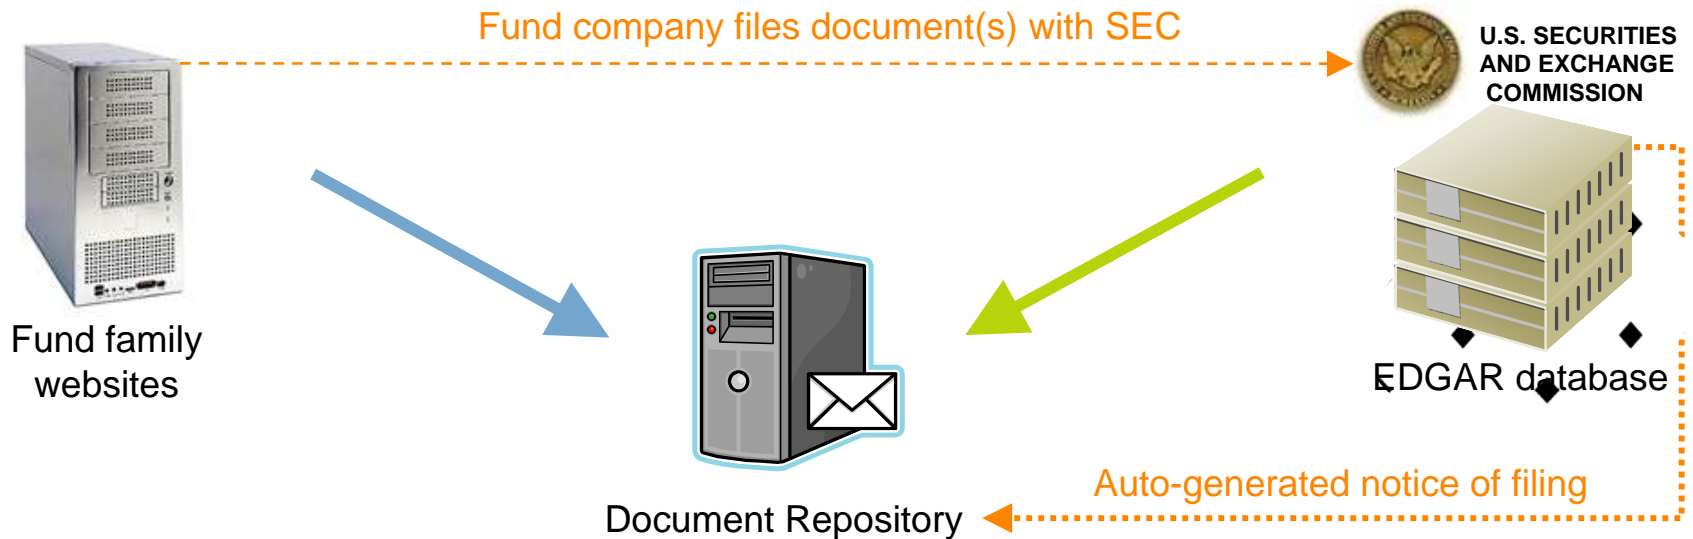 Fund company files document(s) with SEC
U.S. SECURITIES
AND EXCHANGE
COMMISSION
Fund family
websites
EDGAR database
Auto-generated notice of filing
Document Repository